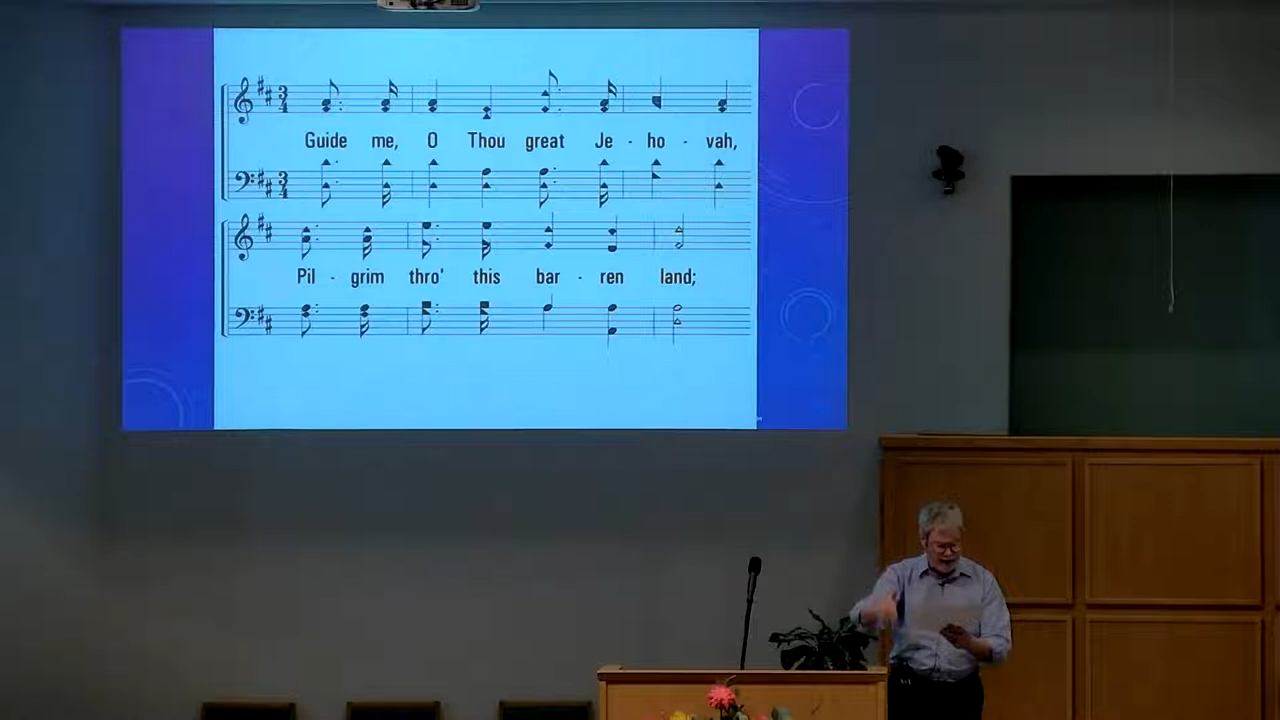 Guide me, O Thou great Je - ho - vah,
Pil - grim thro' this bar - ren land;